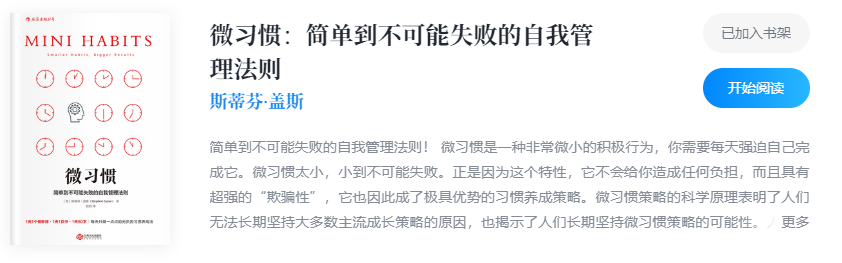 MINI HABITS
Smaller Habits, Bigger Results
微习惯
简单到不可能失败的自我管理法则
微习惯：简单到不可能失败的自我管
理法则
斯蒂芬·盖斯
已加入书架
开始阅读
简单到不可能失败的自我管理法则！ 微习惯是一种非常微小的积极行为，你需要每天强迫自己完
成它。微习惯太小，小到不可能失败。正是因为这个特性，它不会给你造成任何负担，而且具有
超强的“欺骗性”，它也因此成了极具优势的习惯养成策略。微习惯策略的科学原理表明了人们
无法长期坚持大多数主流成长策略的原因，也揭示了人们长期坚持微习惯策略的可能性。 更多